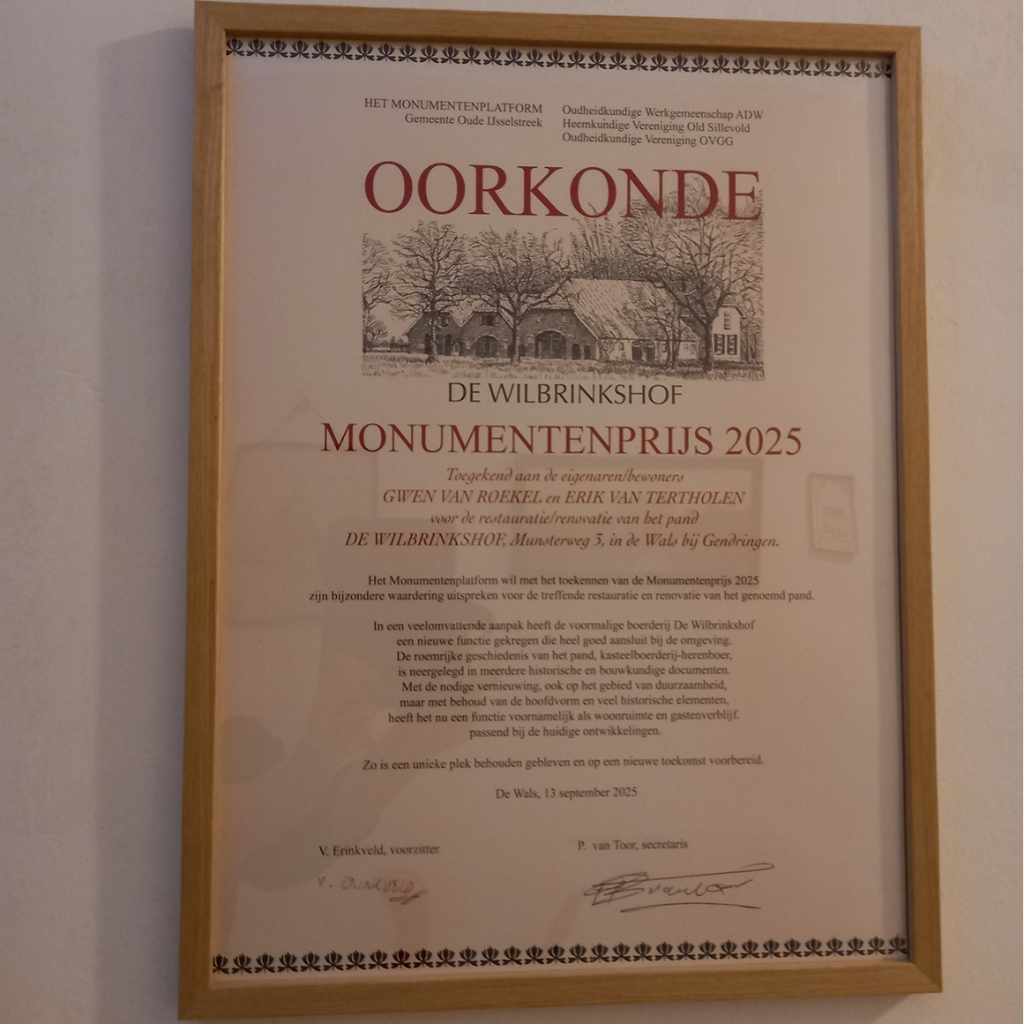 HET MONUMENTENPLATFORM
Gemeente Oude IJsselstreek
Oudheidkundige Werkgemeenschap ADW
Heemkundige Vereniging Old Sillevold
Oudheidkundige Vereniging OVGG
OORKONDE
DE WILBRINKSHOF
MONUMENTENPRIJS 2025
Toegekend aan de eigenaren/bewoners
GWEN VAN ROEKEL en ERIK VAN TERTHOLEN
voor de restauratie/renovatie van het pand
DE WILBRINKSHOF, Munsterweg 3, in de Wals bij Gendringen.
Het Monumentenplatform wil met het toekennen van de Monumentenprijs 2025
zijn bijzondere waardering uitspreken voor de treffende restauratie en renovatie van het genoemd pand.
In een veelomvattende aanpak heeft de voormalige boerderij De Wilbrinkshof
een nieuwe functie gekregen die heel goed aansluit bij de omgeving.
De roemrijke geschiedenis van het pand, kasteelboerderij-herenboer,
is neergelegd in meerdere historische en bouwkundige documenten.
Met de nodige vernieuwing, ook op het gebied van duurzaamheid,
maar met behoud van de hoofdvorm en veel historische elementen,
heeft het nu een functie voornamelijk als woonruimte en gastenverblijf,
passend bij de huidige ontwikkelingen.
Zo is een unieke plek behouden gebleven en op een nieuwe toekomst voorbereid.
De Wals, 13 september 2025
V. Erinkveld, voorzitter
P. van Toor, secretaris
V. ERINKVELD